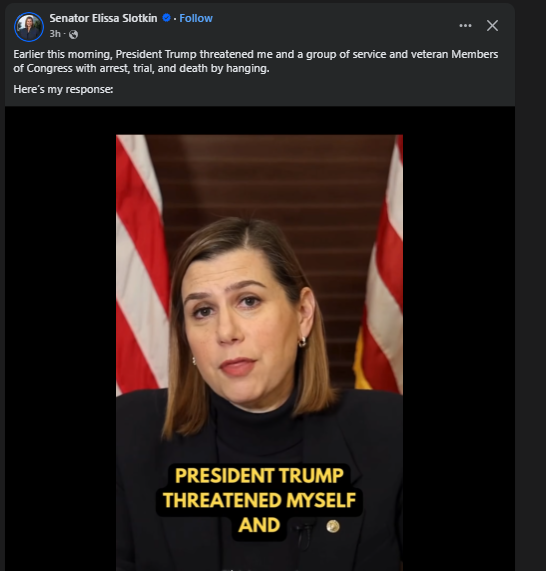 Senator Elissa Slotkin · Follow
3h ·
Earlier this morning, President Trump threatened me and a group of service and veteran Members
of Congress with arrest, trial, and death by hanging.
Here's my response:
PRESIDENT TRUMP
THREATENED MYSELF
AND